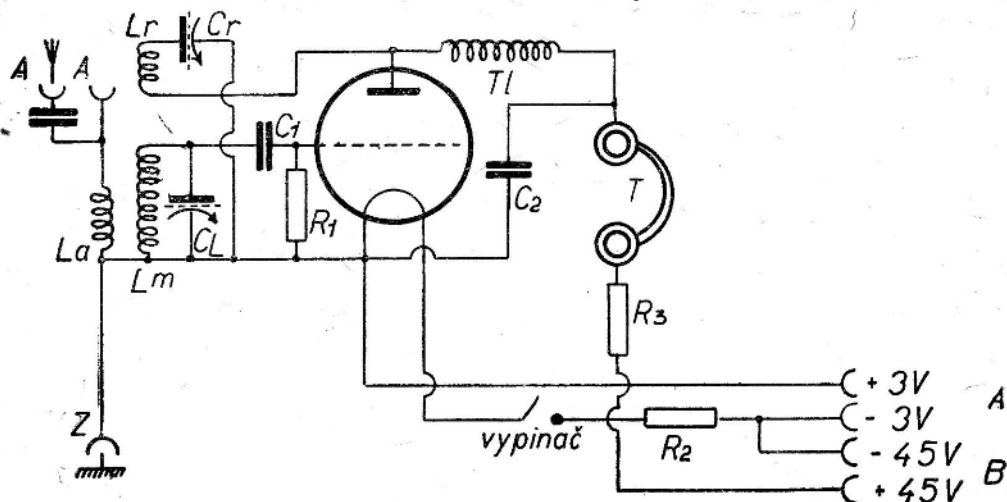 Lr
Cr
A
A
Tl
C1
C2
T
R1
La
Lm
CL
R3
Z
vypinač
R2
+ 3V
- 3V
- 45V
+ 45V
A
B